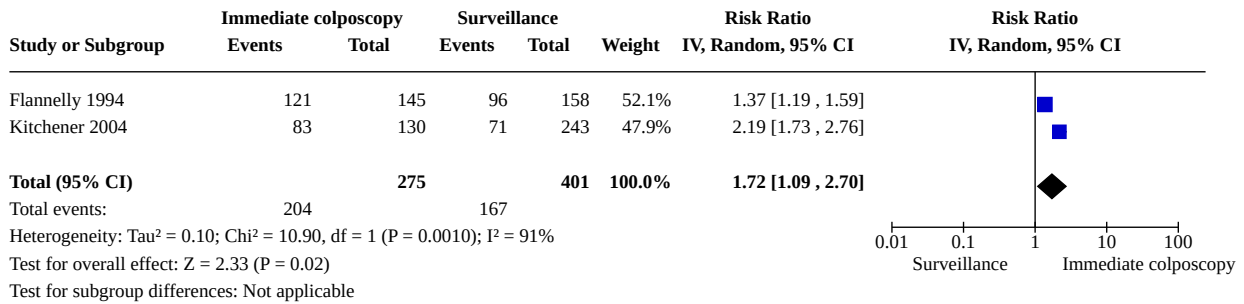 Immediate colposcopy Surveillance Risk Ratio Risk Ratio
Study or Subgroup Events Total Events Total Weight IV, Random, 95% CI IV, Random, 95% CI
Flannelly 1994 121 145 96 158 52.1% 1.37 [1.19 , 1.59]
Kitchener 2004 83 130 71 243 47.9% 2.19 [1.73 , 2.76]
Total (95% CI) 275 401 100.0% 1.72 [1.09 , 2.70]
Total events: 204 167
Heterogeneity: Tau² = 0.10; Chi² = 10.90, df = 1 (P = 0.0010); I² = 91%
0.01 0.1 1 10 100
Test for overall effect: Z = 2.33 (P = 0.02)
Surveillance Immediate colposcopy
Test for subgroup differences: Not applicable